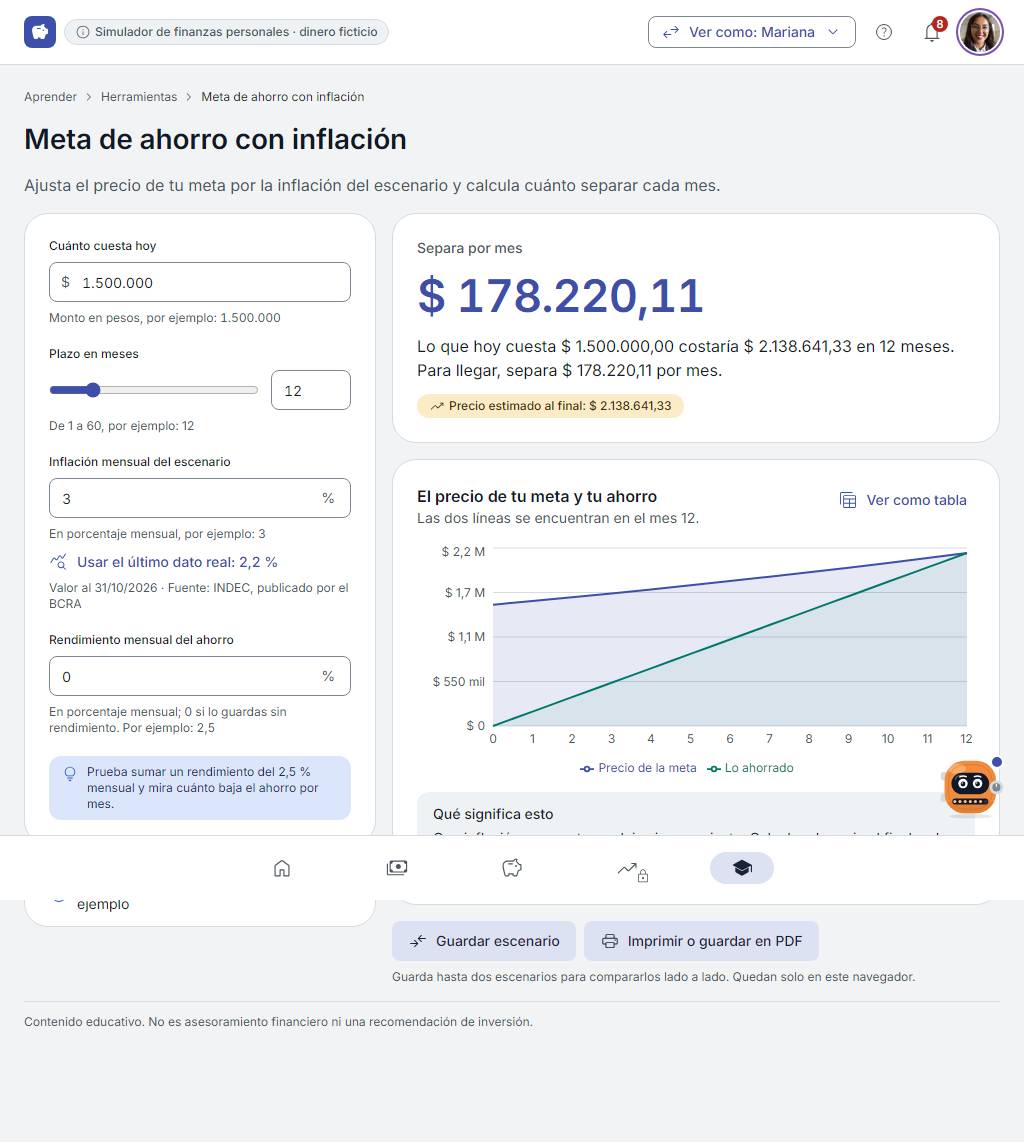 Simulador de finanzas personales · dinero ficticio
Ver como: Mariana
8
Aprender
Herramientas
Meta de ahorro con inflación
Meta de ahorro con inflación
Ajusta el precio de tu meta por la inflación del escenario y calcula cuánto separar cada mes.
Cuánto cuesta hoy
$ 1.500.000
Monto en pesos, por ejemplo: 1.500.000
Plazo en meses
12
De 1 a 60, por ejemplo: 12
Inflación mensual del escenario
3 %
En porcentaje mensual, por ejemplo: 3
Usar el último dato real: 2,2 %
Valor al 31/10/2026 · Fuente: INDEC, publicado por el
BCRA
Rendimiento mensual del ahorro
0 %
En porcentaje mensual; 0 si lo guardas sin
rendimiento. Por ejemplo: 2,5
Prueba sumar un rendimiento del 2,5 %
mensual y mira cuánto baja el ahorro por
mes.
ejemplo
Separa por mes
$ 178.220,11
Lo que hoy cuesta $ 1.500.000,00 costaría $ 2.138.641,33 en 12 meses.
Para llegar, separa $ 178.220,11 por mes.
Precio estimado al final: $ 2.138.641,33
El precio de tu meta y tu ahorro
Ver como tabla
Las dos líneas se encuentran en el mes 12.
$ 2,2 M
$ 1,7 M
$ 1,1 M
$ 550 mil
$ 0
0 1 2 3 4 5 6 7 8 9 10 11 12
Precio de la meta Lo ahorrado
Qué significa esto
Guardar escenario
Imprimir o guardar en PDF
Guarda hasta dos escenarios para compararlos lado a lado. Quedan solo en este navegador.
Contenido educativo. No es asesoramiento financiero ni una recomendación de inversión.